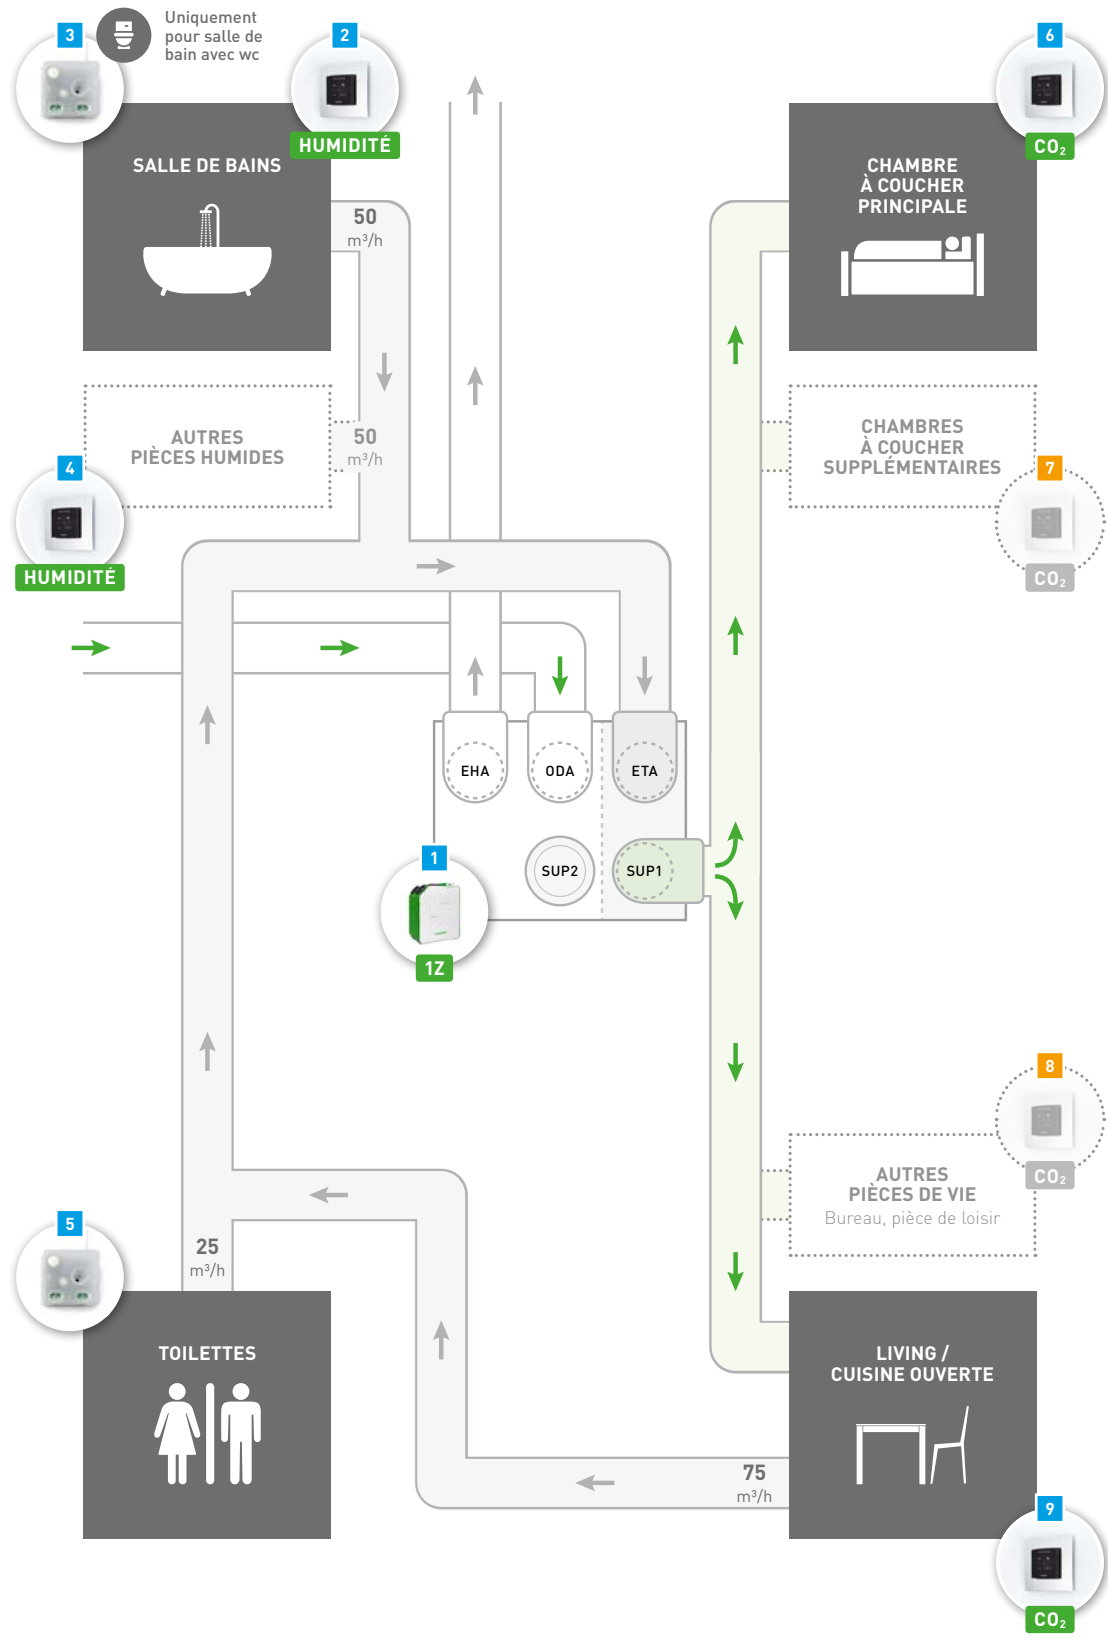 3
Uniquement
pour salle de
bain avec wc
2
6
HUMIDITÉ
CO₂
SALLE DE BAINS
CHAMBRE
À COUCHER
PRINCIPALE
50
m³/h
AUTRES
PIÈCES HUMIDES
50
m³/h
CHAMBRES
À COUCHER
SUPPLÉMENTAIRES
4
7
HUMIDITÉ
CO₂
EHA
ODA
ETA
SUP2
SUP1
1
1Z
8
CO₂
AUTRES
PIÈCES DE VIE
Bureau, pièce de loisir
5
25
m³/h
TOILETTES
LIVING /
CUISINE OUVERTE
75
m³/h
9
CO₂